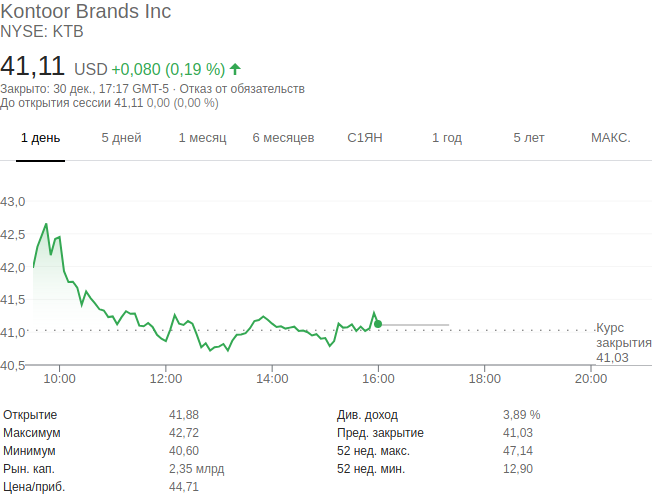 Kontoor Brands Inc
NYSE: KTB
41,11 USD +0,080 (0,19 %)
Закрыто: 30 дек., 17:17 GMT-5 · Отказ от обязательств
До открытия сессии 41,11 0,00 (0,00 %)
1 день 5 дней 1 месяц 6 месяцев С1ЯН 1 год 5 лет МАКС.
43,0
42,5
42,0
41,5
41,0
40,5
Курс
закрытия
41,03
10:00 12:00 14:00 16:00 18:00 20:00
Открытие 41,88 Див. доход 3,89 %
Максимум 42,72 Пред. закрытие 41,03
Минимум 40,60 52 нед. макс. 47,14
Рын. кап. 2,35 млрд 52 нед. мин. 12,90
Цена/приб. 44,71